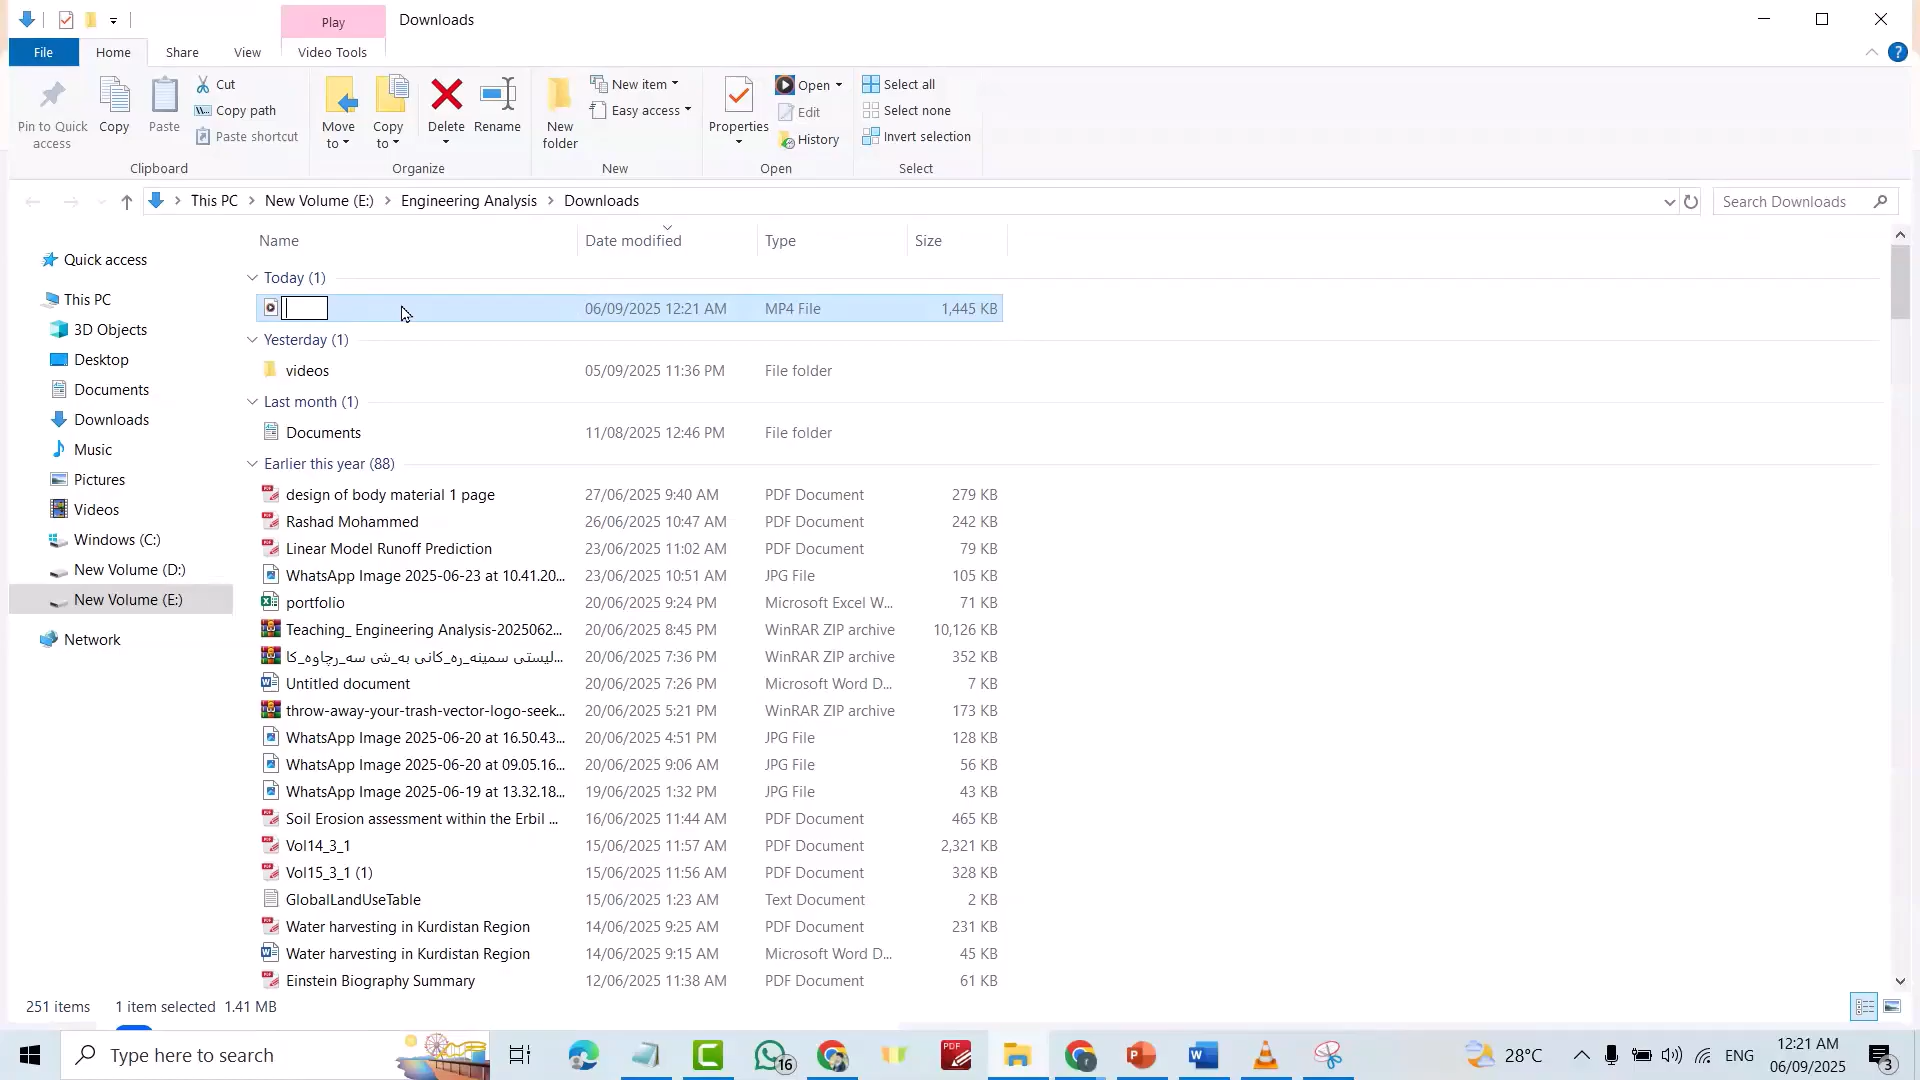 Play
Downloads
File
Home
Share
View
Video Tools
Pin to Quick access
Copy
Paste
Cut
Copy path
Paste shortcut
Clipboard
Move to
Copy to
Delete
Rename
Organize
New folder
New item
Easy access
New
Properties
Open
Edit
History
Open
Select all
Select none
Invert selection
Select
This PC > New Volume (E:) > Engineering Analysis > Downloads
Search Downloads
Name Date modified Type Size
Quick access
This PC
3D Objects
Desktop
Documents
Downloads
Music
Pictures
Videos
Windows (C:)
New Volume (D:)
New Volume (E:)
Network
Today (1)
06/09/2025 12:21 AM MP4 File 1,445 KB
Yesterday (1)
videos 05/09/2025 11:36 PM File folder
Last month (1)
Documents 11/08/2025 12:46 PM File folder
Earlier this year (88)
design of body material 1 page 27/06/2025 9:40 AM PDF Document 279 KB
Rashad Mohammed 26/06/2025 10:47 AM PDF Document 242 KB
Linear Model Runoff Prediction 23/06/2025 11:02 AM PDF Document 79 KB
WhatsApp Image 2025-06-23 at 10.41.20... 23/06/2025 10:51 AM JPG File 105 KB
portfolio 20/06/2025 9:24 PM Microsoft Excel W... 71 KB
Teaching_ Engineering Analysis-2025062... 20/06/2025 8:45 PM WinRAR ZIP archive 10,126 KB
لیستی سمینە_رە_کانی بە_شی سە_رچاوە_کا... 20/06/2025 7:36 PM WinRAR ZIP archive 352 KB
Untitled document 20/06/2025 7:26 PM Microsoft Word D... 7 KB
throw-away-your-trash-vector-logo-seek... 20/06/2025 5:21 PM WinRAR ZIP archive 173 KB
WhatsApp Image 2025-06-20 at 16.50.43... 20/06/2025 4:51 PM JPG File 128 KB
WhatsApp Image 2025-06-20 at 09.05.16... 20/06/2025 9:06 AM JPG File 56 KB
WhatsApp Image 2025-06-19 at 13.32.18... 19/06/2025 1:32 PM JPG File 43 KB
Soil Erosion assessment within the Erbil ... 16/06/2025 11:44 AM PDF Document 465 KB
Vol14_3_1 15/06/2025 11:57 AM PDF Document 2,321 KB
Vol15_3_1 (1) 15/06/2025 11:56 AM PDF Document 328 KB
GlobalLandUseTable 15/06/2025 1:23 AM Text Document 2 KB
Water harvesting in Kurdistan Region 14/06/2025 9:25 AM PDF Document 231 KB
Water harvesting in Kurdistan Region 14/06/2025 9:15 AM Microsoft Word D... 45 KB
Einstein Biography Summary 12/06/2025 11:38 AM PDF Document 61 KB
251 items 1 item selected 1.41 MB
Type here to search
16
PDF
28°C
ENG
12:21 AM
06/09/2025
3